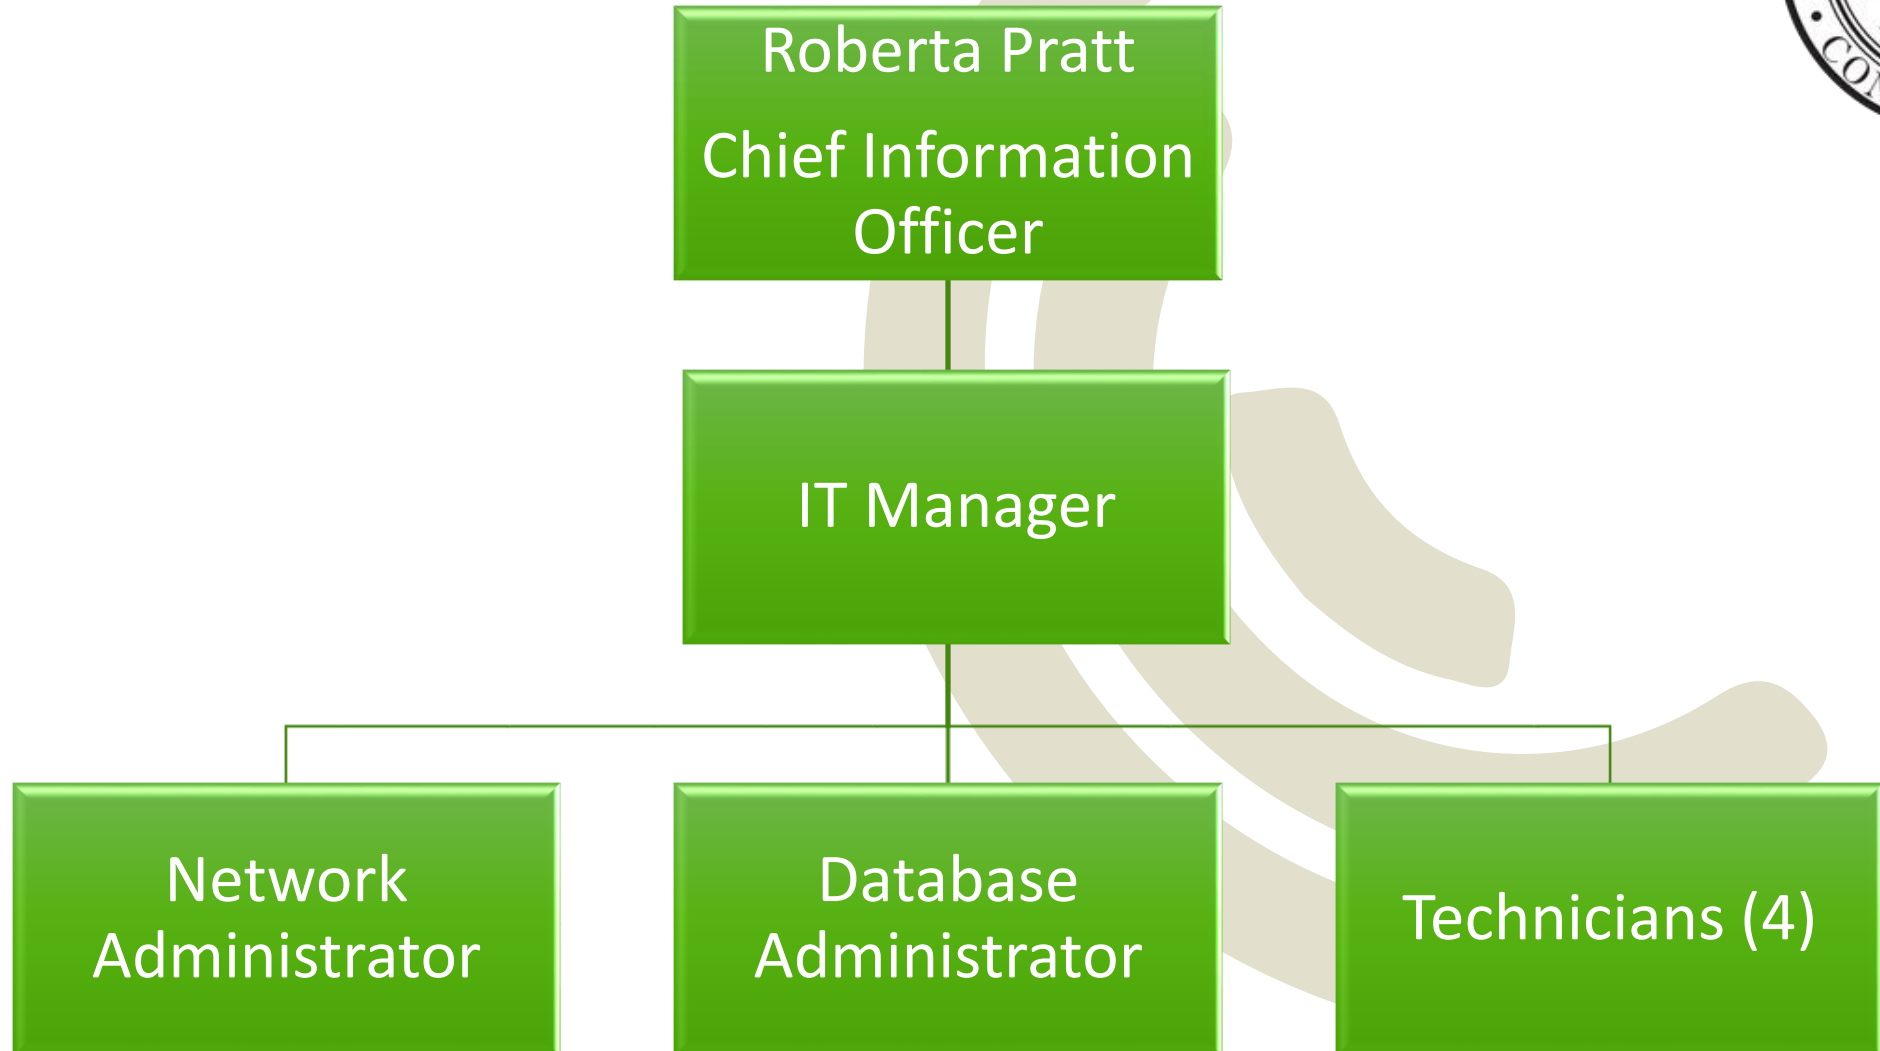 Roberta Pratt
Chief Information
Officer
IT Manager
Network
Administrator
Database
Administrator
Technicians (4)